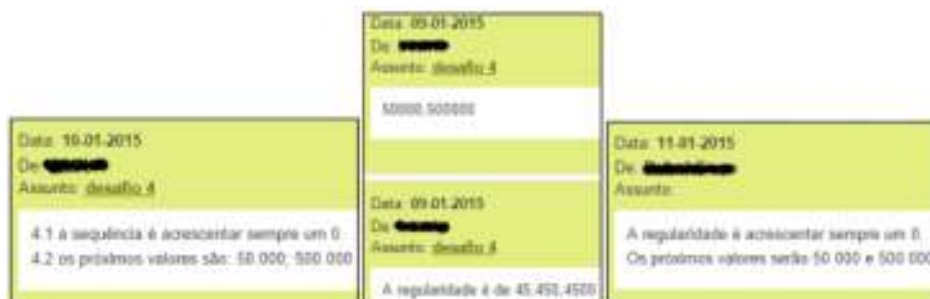 Data: 10-01-2015
De:
Assunto: desafio 4
4.1 a sequência é acrescentar sempre um 0
4.2 os próximos valores são: 50.000; 500.000
Data: 09-01-2015
De:
Assunto: desafio 4
50000,500000
Data: 09-01-2015
De:
Assunto: desafio 4
A regularidade é de 45,450,4500
Data: 11-01-2015
De:
Assunto:
A regularidade é acrescentar sempre um 0.
Os próximos valores serão 50 000 e 500 000